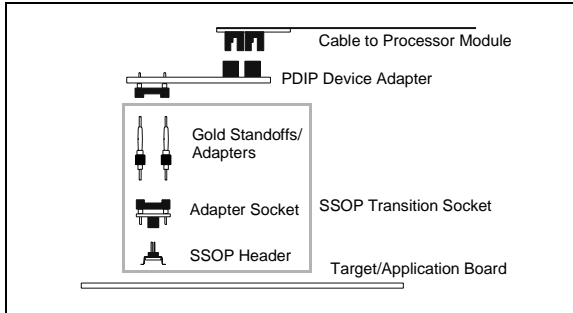 Cable to Processor Module
PDIP Device Adapter
Gold Standoffs/
Adapters
Adapter Socket
SSOP Transition Socket
SSOP Header
Target/Application Board